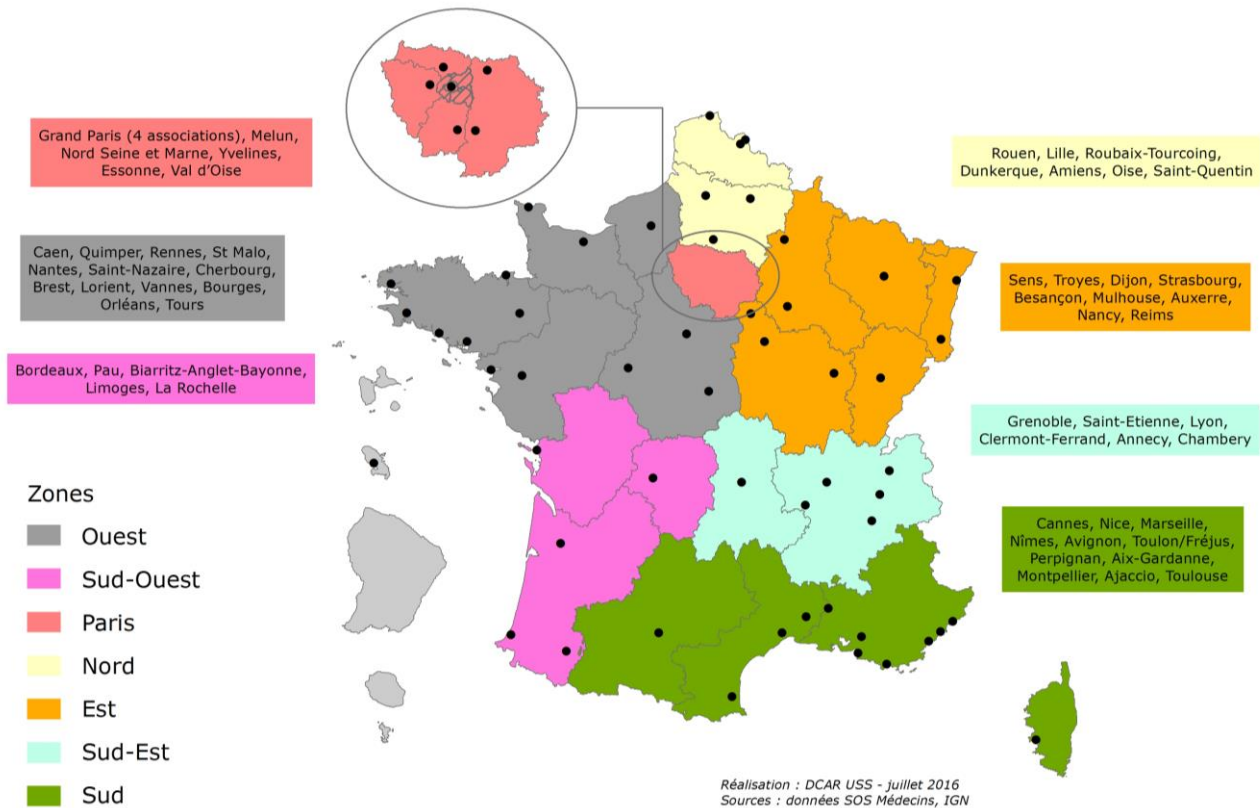 Grand Paris (4 associations), Melun,
Nord Seine et Marne, Yvelines,
Essonne, Val d'Oise
Rouen, Lille, Roubaix-Tourcoing,
Dunkerque, Amiens, Oise, Saint-Quentin
Caen, Quimper, Rennes, St Malo,
Nantes, Saint-Nazaire, Cherbourg,
Brest, Lorient, Vannes, Bourges,
Orléans, Tours
Sens, Troyes, Dijon, Strasbourg,
Besançon, Mulhouse, Auxerre,
Nancy, Reims
Bordeaux, Pau, Biarritz-Anglet-Bayonne,
Limoges, La Rochelle
Grenoble, Saint-Etienne, Lyon,
Clermont-Ferrand, Annecy, Chambery
Cannes, Nice, Marseille,
Nîmes, Avignon, Toulon/Fréjus,
Perpignan, Aix-Gardanne,
Montpellier, Ajaccio, Toulouse
Zones
Ouest
Sud-Ouest
Paris
Nord
Est
Sud-Est
Sud
Réalisation : DCAR USS - juillet 2016
Sources : données SOS Médecins, IGN